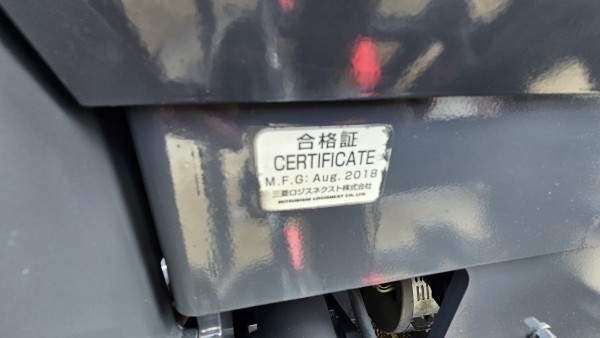 合格証
CERTIFICATE
M.F.G: Aug. 2018
三菱ロジスネクスト株式会社
MITSUBISHI LOGISNEXT CO., LTD.